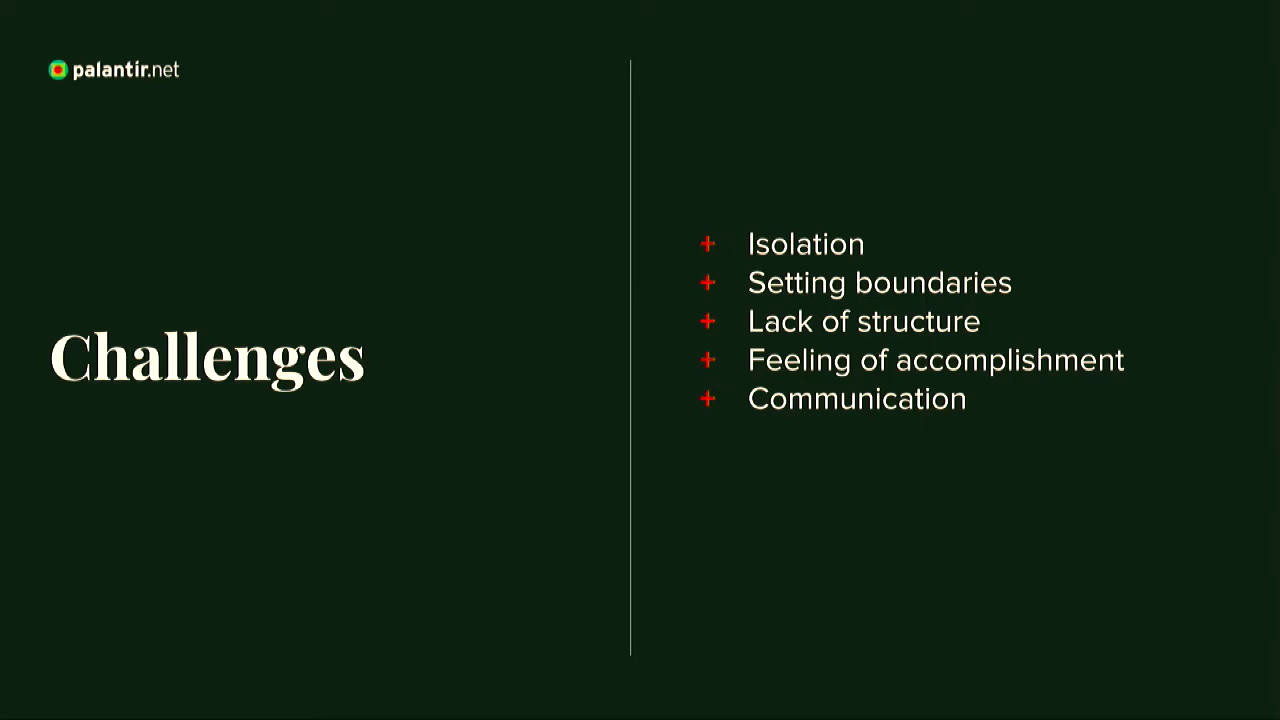 palantir.net
Challenges
+ Isolation
+ Setting boundaries
+ Lack of structure
+ Feeling of accomplishment
+ Communication